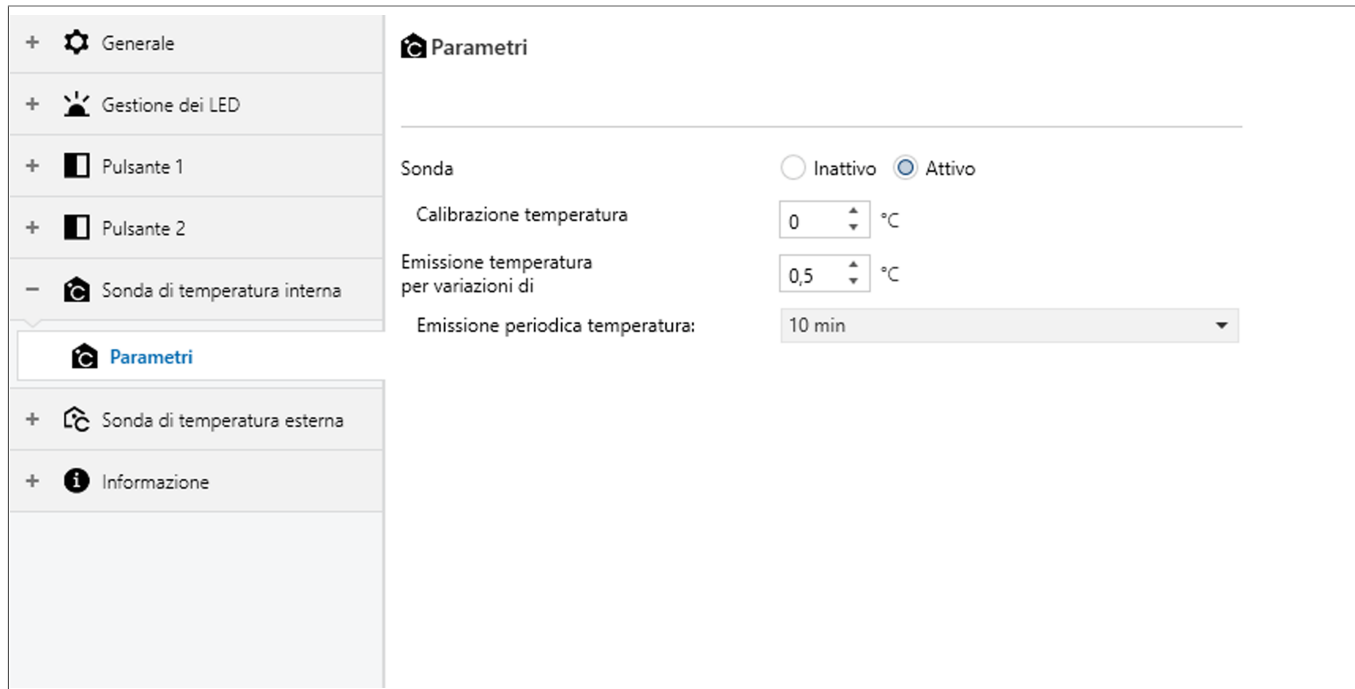 Generale
Gestione dei LED
Pulsante 1
Pulsante 2
Sonda di temperatura interna
Parametri
Sonda di temperatura esterna
Informazione
Parametri
Sonda Inattivo Attivo
Calibrazione temperatura 0 °C
Emissione temperatura
per variazioni di 0,5 °C
Emissione periodica temperatura: 10 min